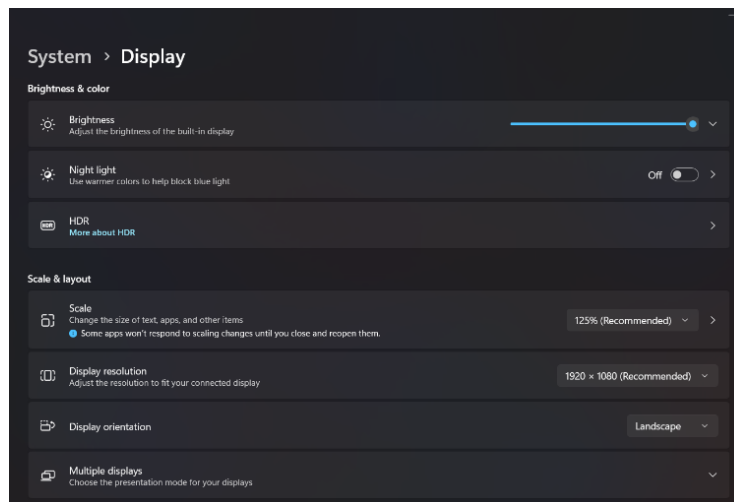 System > Display
Brightness & color
Brightness
Adjust the brightness of the built-in display
Night light
Use warmer colors to help block blue light
Off
HDR
HDR
More about HDR
Scale & layout
Scale
Change the size of text, apps, and other items
Some apps won't respond to scaling changes until you close and reopen them.
125% (Recommended)
Display resolution
Adjust the resolution to fit your connected display
1920 × 1080 (Recommended)
Display orientation
Landscape
Multiple displays
Choose the presentation mode for your displays